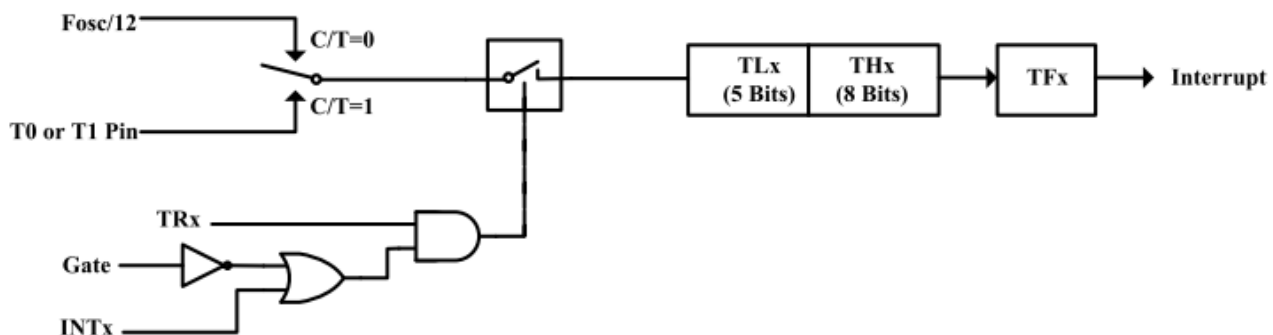 Fosc/12
C/T=0
C/T=1
T0 or T1 Pin
TLx
(5 Bits)
THx
(8 Bits)
TFx
Interrupt
TRx
Gate
INTx